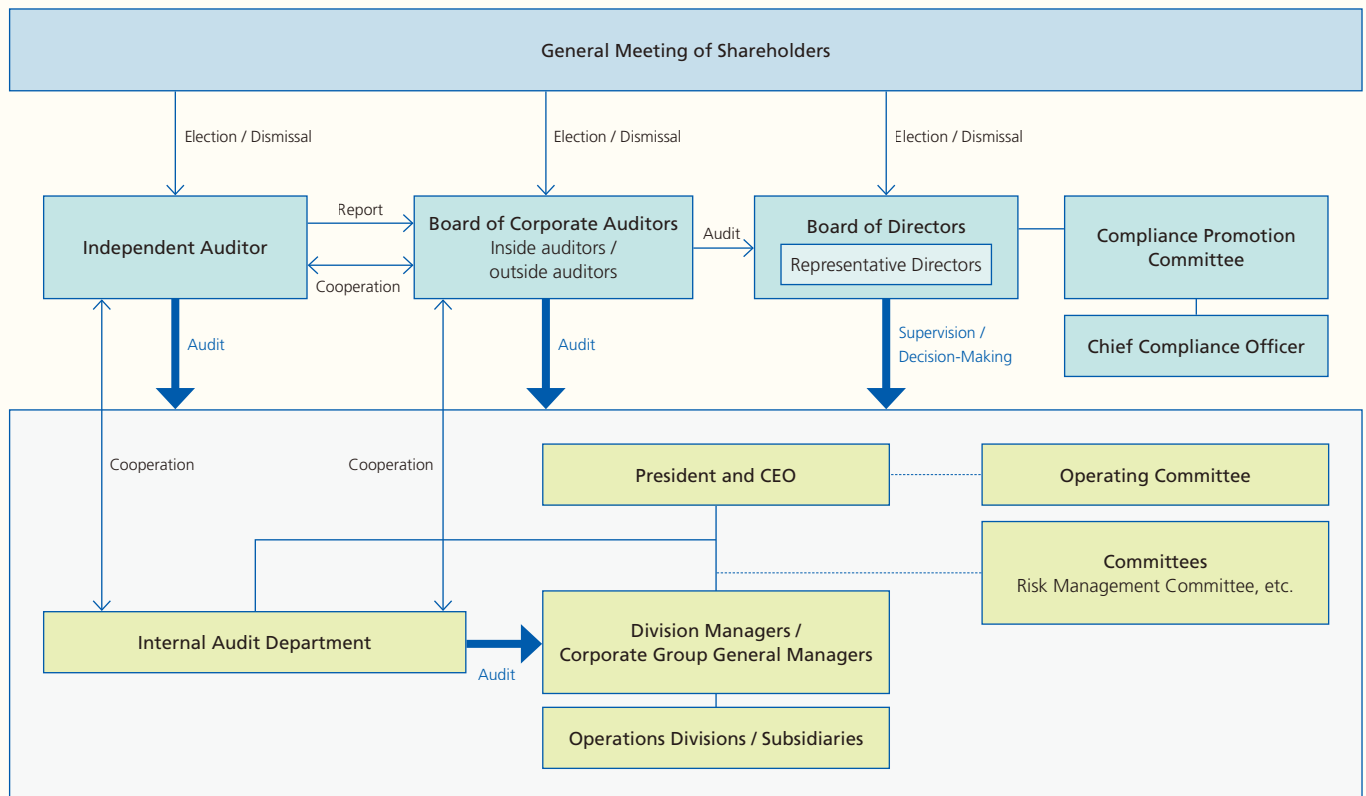 General Meeting of Shareholders
Election / Dismissal
Election / Dismissal
Election / Dismissal
Independent Auditor
Report
Cooperation
Board of Corporate Auditors
Inside auditors /
outside auditors
Audit
Board of Directors
Representative Directors
Compliance Promotion
Committee
Chief Compliance Officer
Audit
Audit
Supervision /
Decision-Making
Cooperation
Cooperation
President and CEO
Operating Committee
Committees
Risk Management Committee, etc.
Internal Audit Department
Audit
Division Managers /
Corporate Group General Managers
Operations Divisions / Subsidiaries